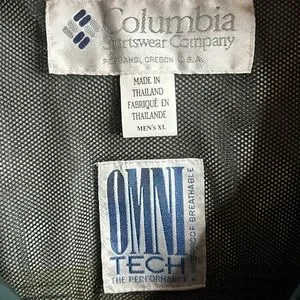 Columbia
Sportswear Company
PORTLAND, OREGON U.S.A.
MADE IN
THAILAND
FABRIQUÉ EN
THAILANDE
MEN'S XL
OMNI
TECH
THE PERFORMANCE
PROOF BREATHABLE